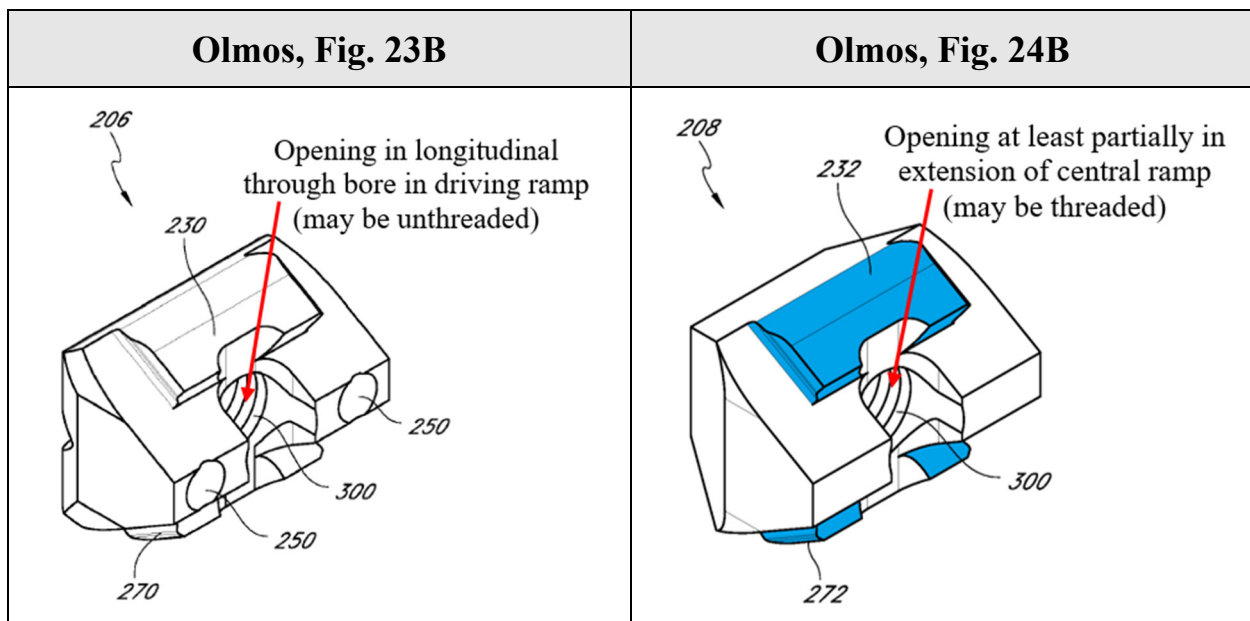 Olmos, Fig. 23B
Olmos, Fig. 24B
206
Opening in longitudinal
through bore in driving ramp
(may be unthreaded)
230
250
300
250
270
208
Opening at least partially in
extension of central ramp
(may be threaded)
232
300
272